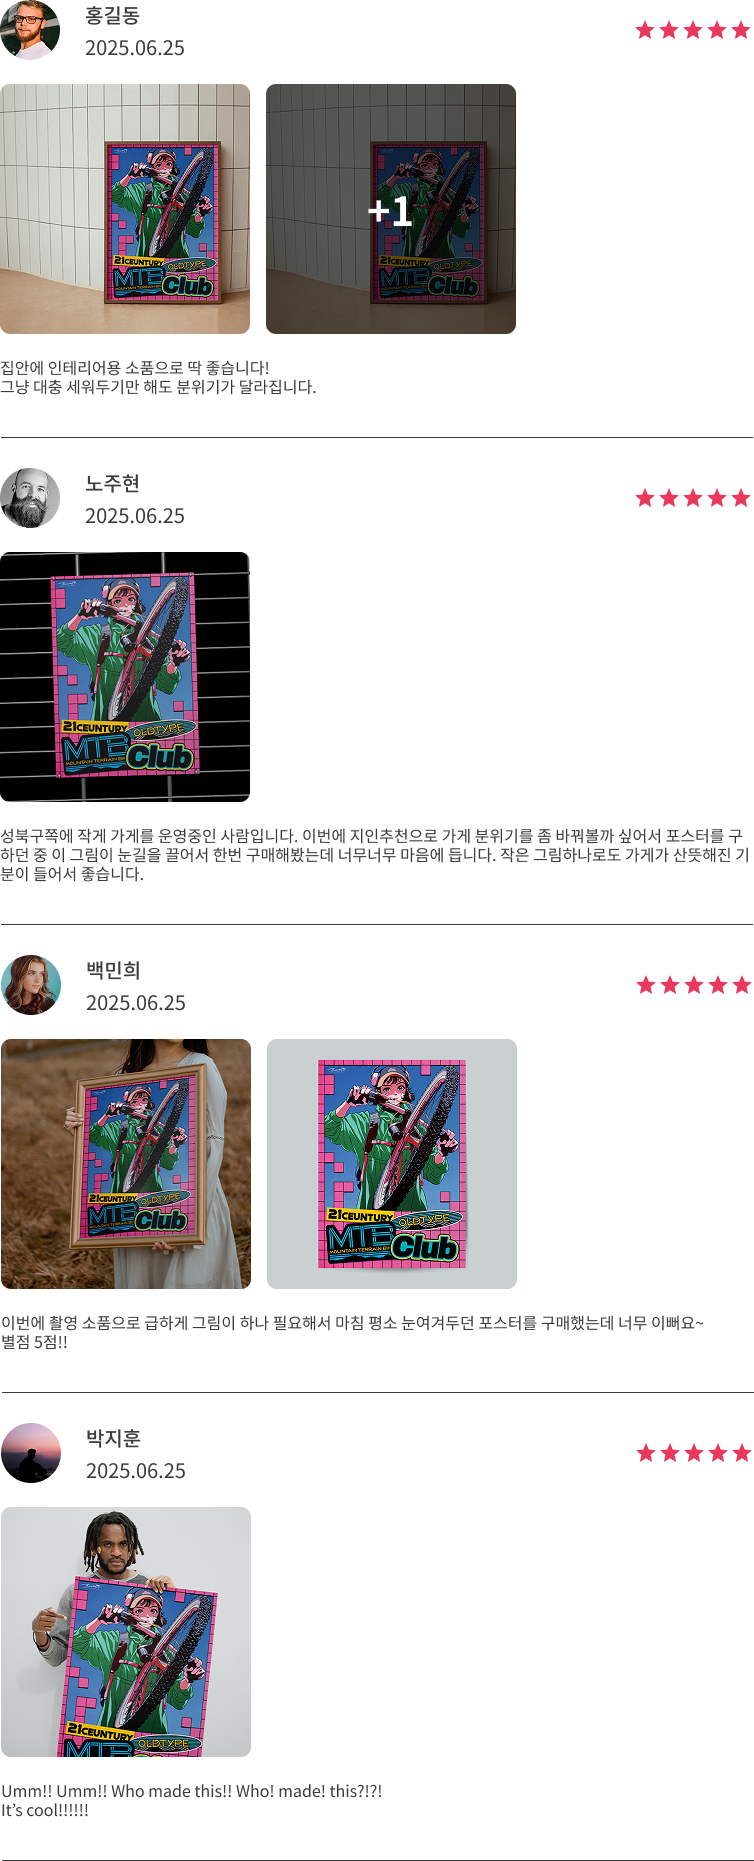 홍길동
2025.06.25
+1
21CEUNTURY
OLDTYPE
MTB
MOUNTAIN TERRAIN BIKE
Club
21CEUNTURY
OLDTYPE
MTB
Club
집안에 인테리어용 소품으로 딱 좋습니다!
그냥 대충 세워두기만 해도 분위기가 달라집니다.
노주현
2025.06.25
21CEUNTURY
OLDTYPE
MTB
MOUNTAIN TERRAIN
Club
성북구쪽에 작게 가게를 운영중인 사람입니다. 이번에 지인추천으로 가게 분위기를 좀 바꿔볼까 싶어서 포스터를 구
하던 중 이 그림이 눈길을 끌어서 한번 구매해봤는데 너무너무 마음에 듭니다. 작은 그림하나로도 가게가 산뜻해진 기
분이 들어서 좋습니다.
백민희
2025.06.25
21CEUNTURY
OLDTYPE
MTB
MOUNTAIN TERRAIN
Club
21CEUNTURY
OLDTYPE
MTB
MOUNTAIN TERRAIN
Club
이번에 촬영 소품으로 급하게 그림이 하나 필요해서 마침 평소 눈여겨두던 포스터를 구매했는데 너무 이뻐요~
별점 5점!!
박지훈
2025.06.25
21CEUNTURY
OLDTYPE
MTB
Umm!! Umm!! Who made this!! Who! made! this?!?!
It’s cool!!!!!!